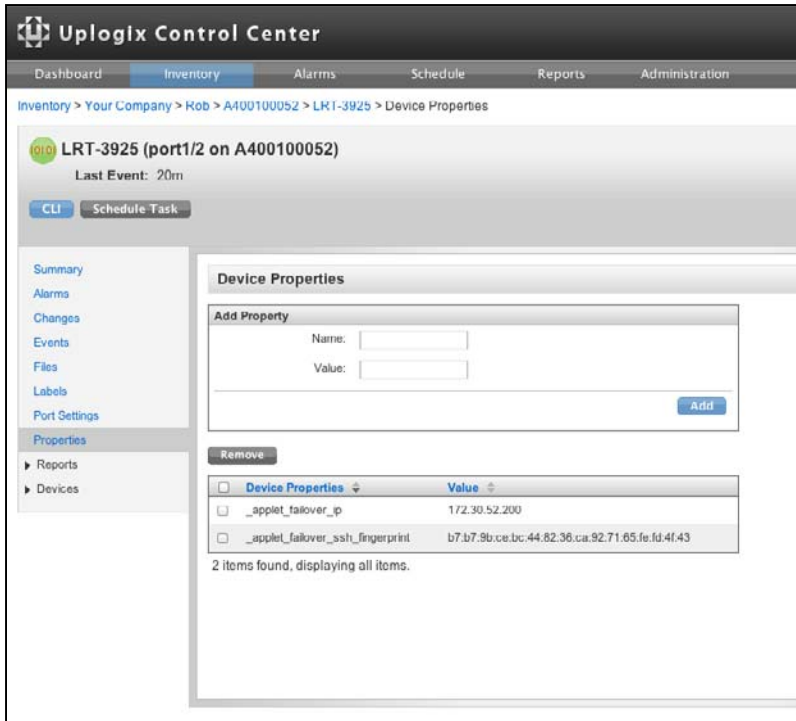 Uplogix Control Center
Dashboard Inventory Alarms Schedule Reports Administration
Inventory > Your Company > Rob > A400100052 > LRT-3925 > Device Properties
LRT-3925 (port1/2 on A400100052)
Last Event: 20m
CLI Schedule Task
Summary
Alarms
Changes
Events
Files
Labels
Port Settings
Properties
Reports
Devices
Device Properties
Add Property
Name:
Value:
Add
Remove
Device Properties Value
_applet_failover_ip 172.30.52.200
_applet_failover_ssh_fingerprint b7:b7:9b:ce:bc:44:82:36:ca:92:71:65:fe:fd:4f:43
2 items found, displaying all items.